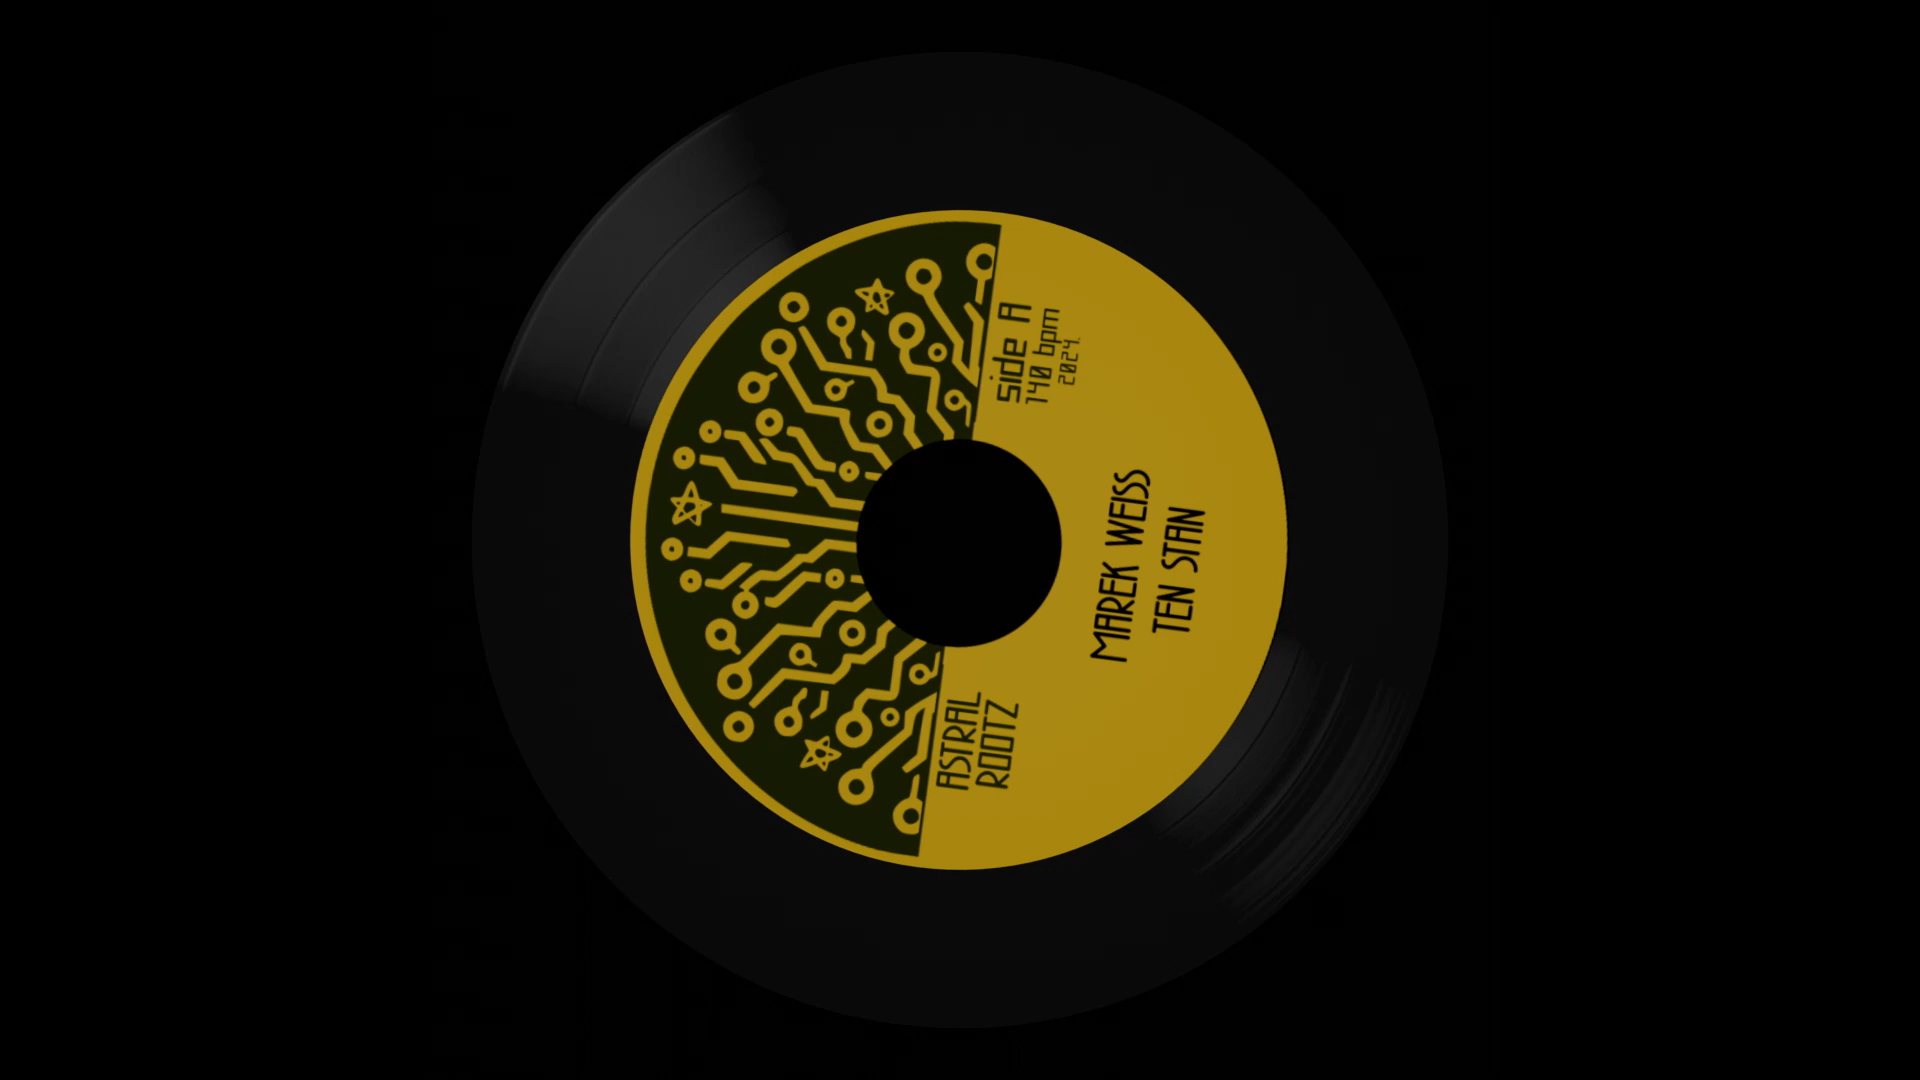 ASTRAL
ROOTZ
side A
140 bpm
2024.
MAREK WEISS
TEN STAN